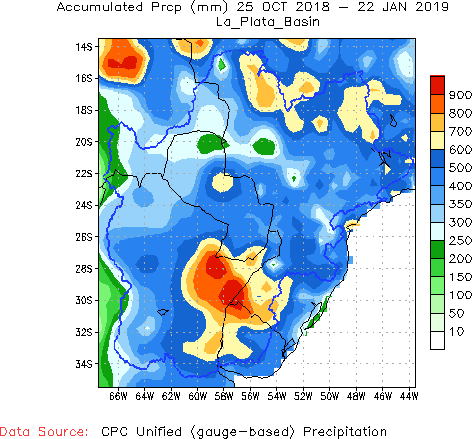 Accumulated Prcp (mm) 25 OCT 2018 – 22 JAN 2019
La_Plata_Basin
14S
16S
18S
20S
22S
24S
26S
28S
30S
32S
34S
66W 64W 62W 60W 58W 56W 54W 52W 50W 48W 46W 44W
900
800
700
600
500
400
350
300
250
200
150
100
50
10
Data Source: CPC Unified (gauge-based) Precipitation